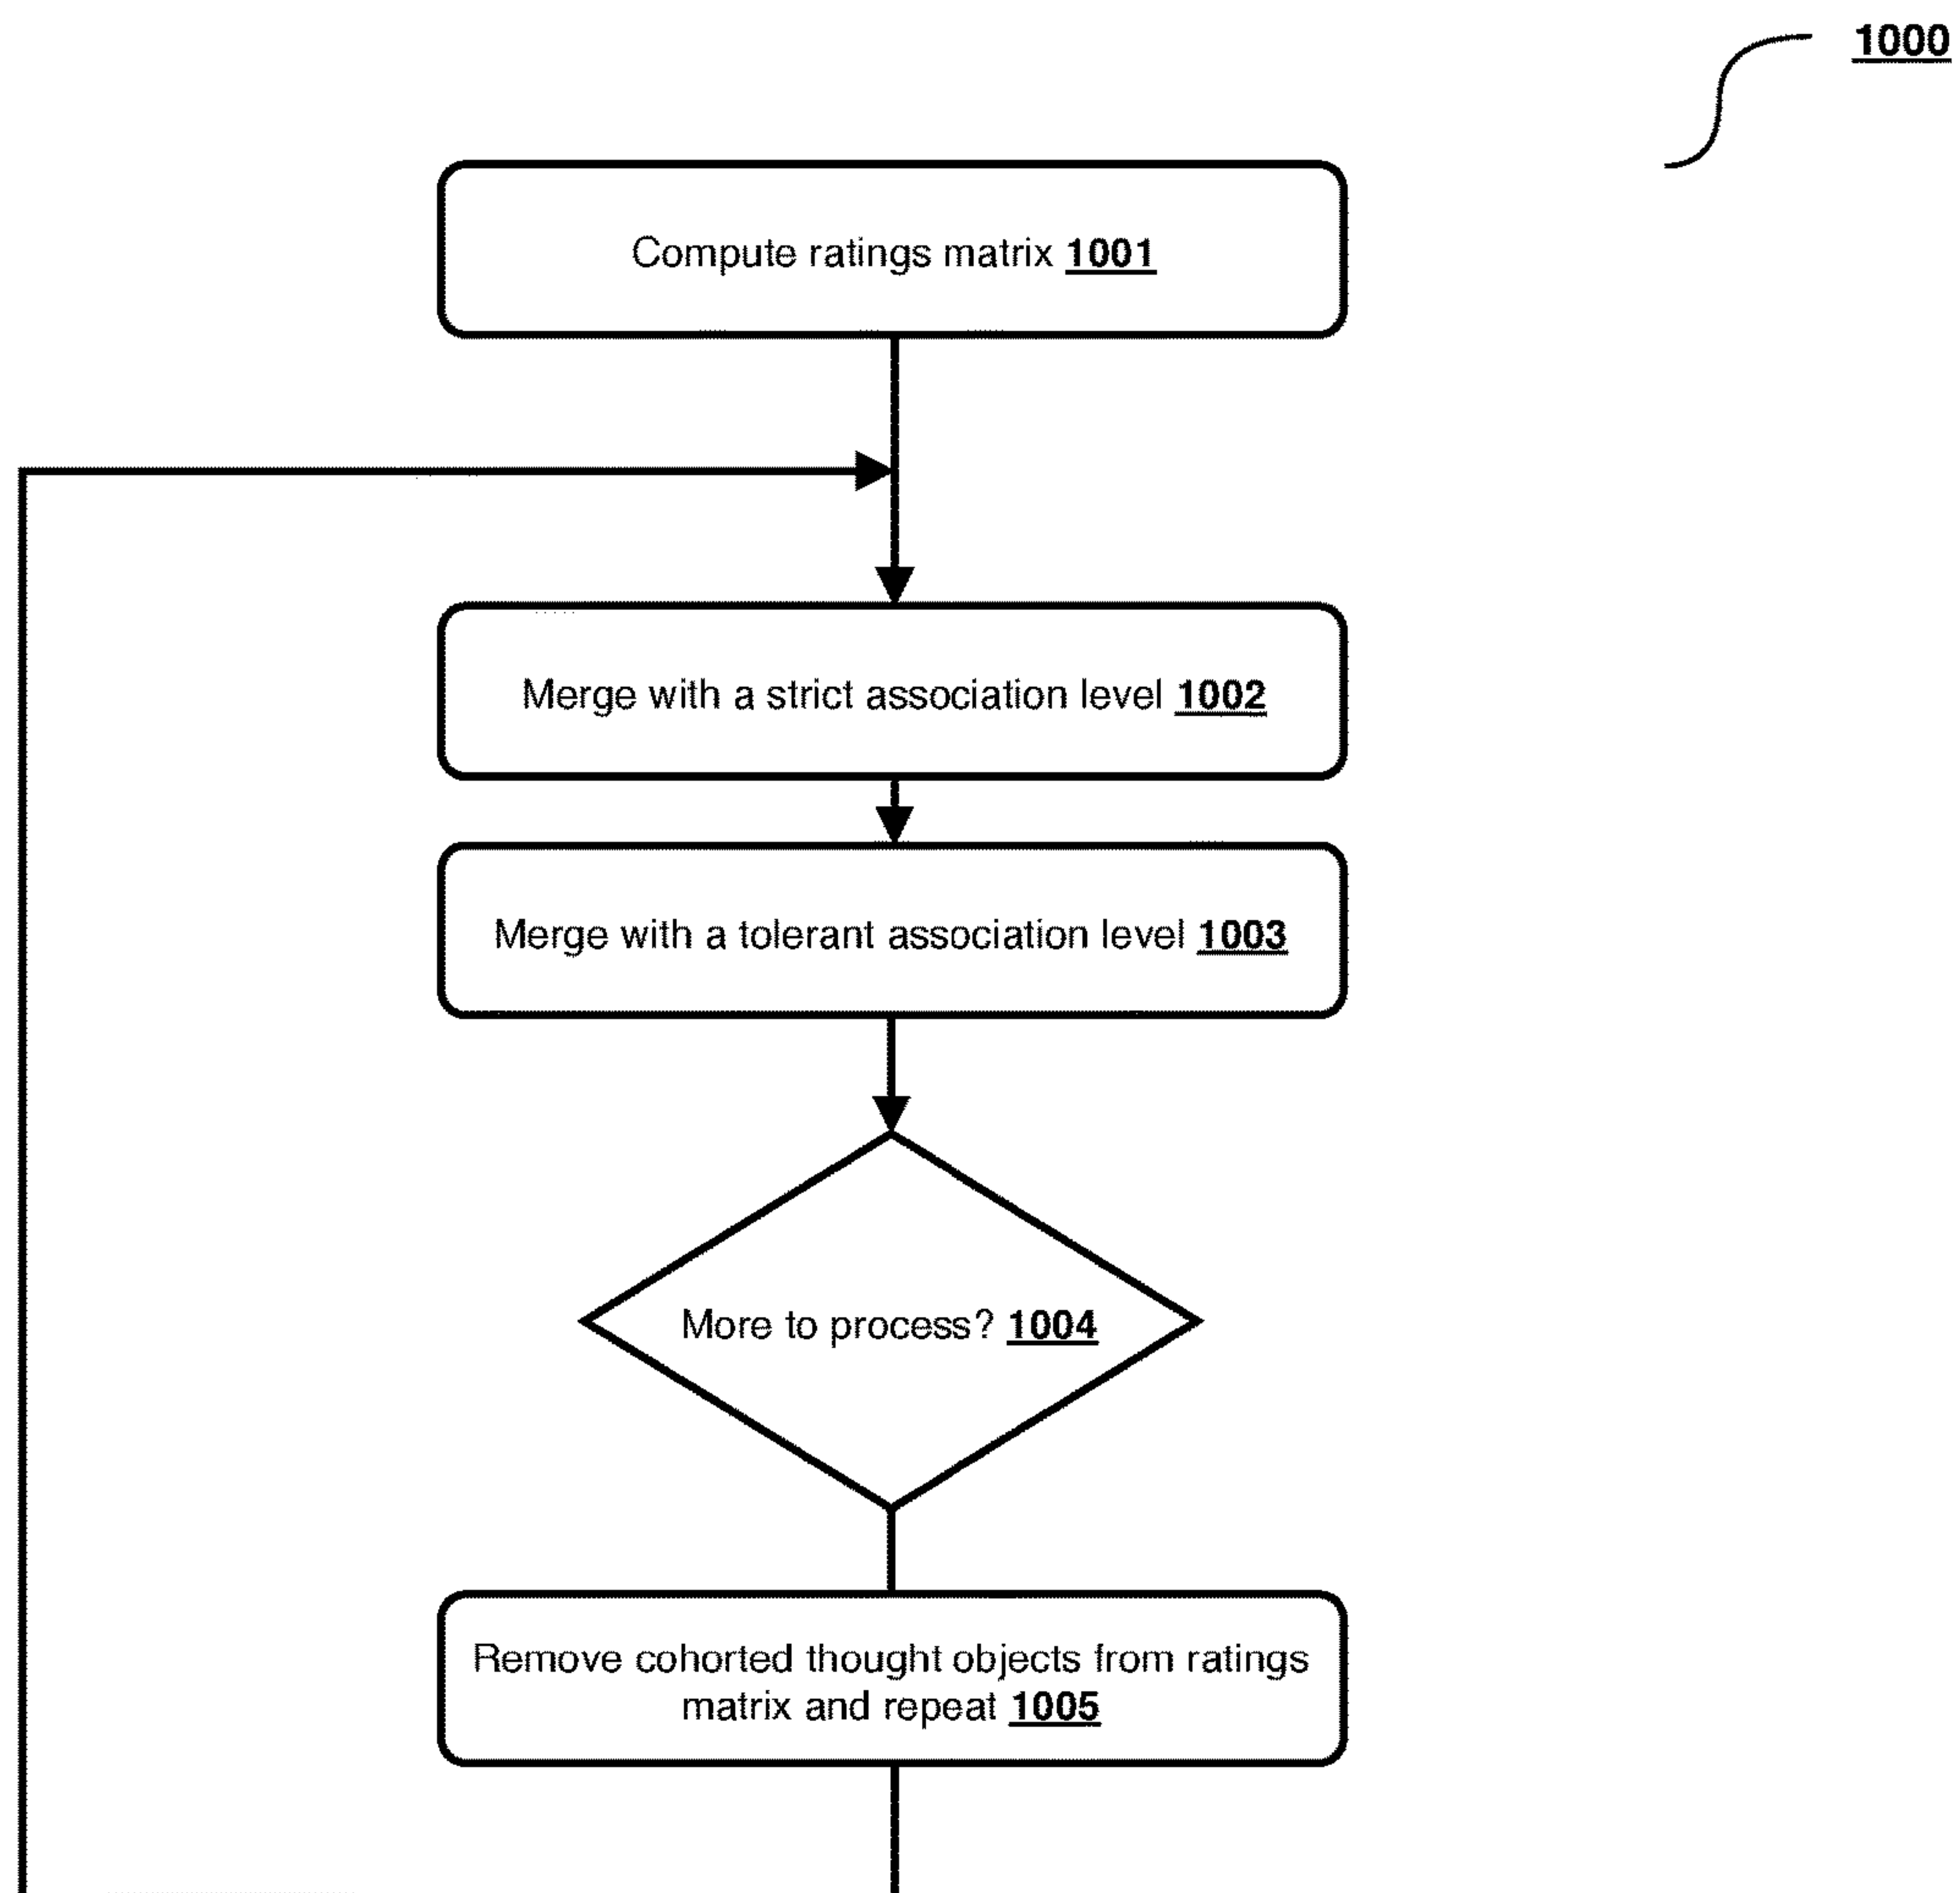 1000
Compute ratings matrix 1001
Merge with a strict association level 1002
Merge with a tolerant association level 1003
More to process? 1004
Remove cohorted thought objects from ratings
matrix and repeat 1005